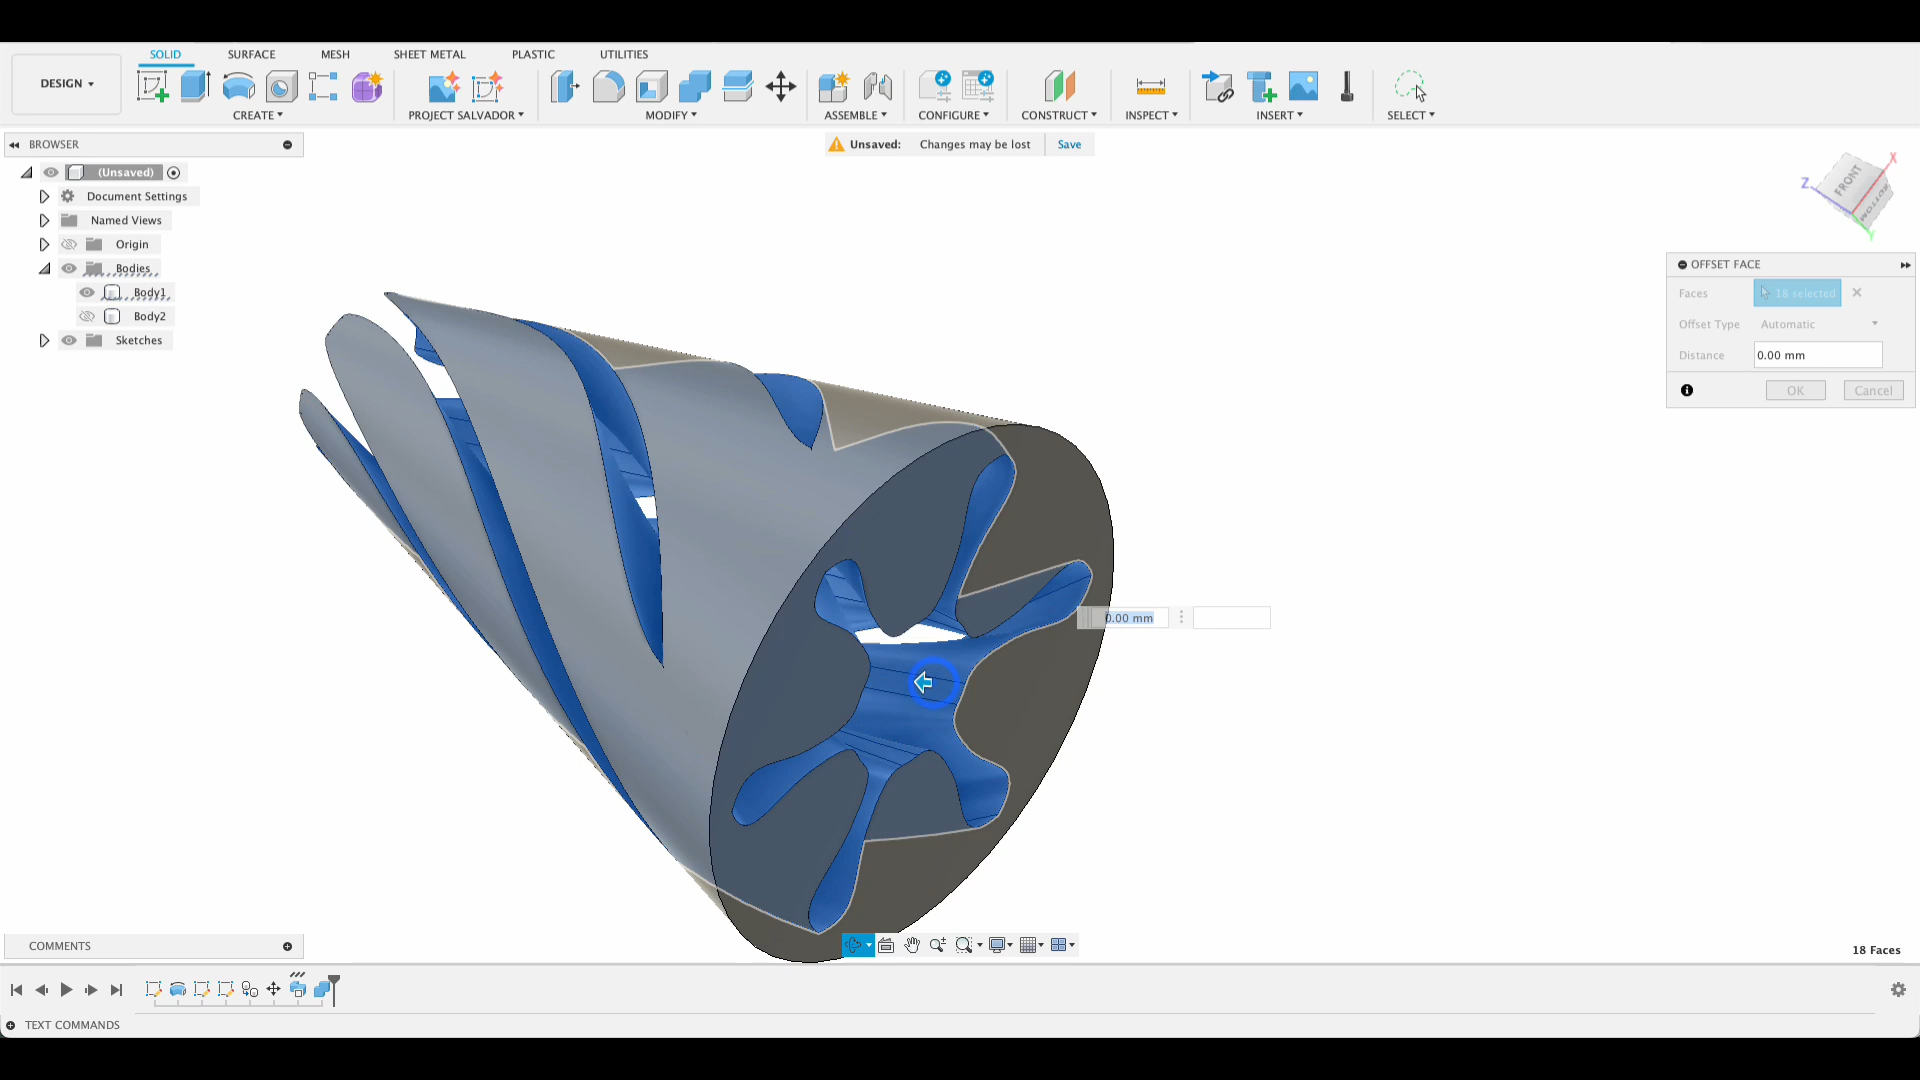 SOLID SURFACE MESH SHEET METAL PLASTIC UTILITIES
DESIGN
CREATE PROJECT SALVADOR MODIFY ASSEMBLE CONFIGURE CONSTRUCT INSPECT INSERT SELECT
BROWSER
Unsaved: Changes may be lost Save
(Unsaved)
Document Settings
Named Views
Origin
Bodies
Body1
Body2
Sketches
X
Z
FRONT
BOTTOM
Y
OFFSET FACE
Faces 18 selected
Offset Type Automatic
Distance 0.00 mm
OK Cancel
0.00 mm
COMMENTS
18 Faces
TEXT COMMANDS